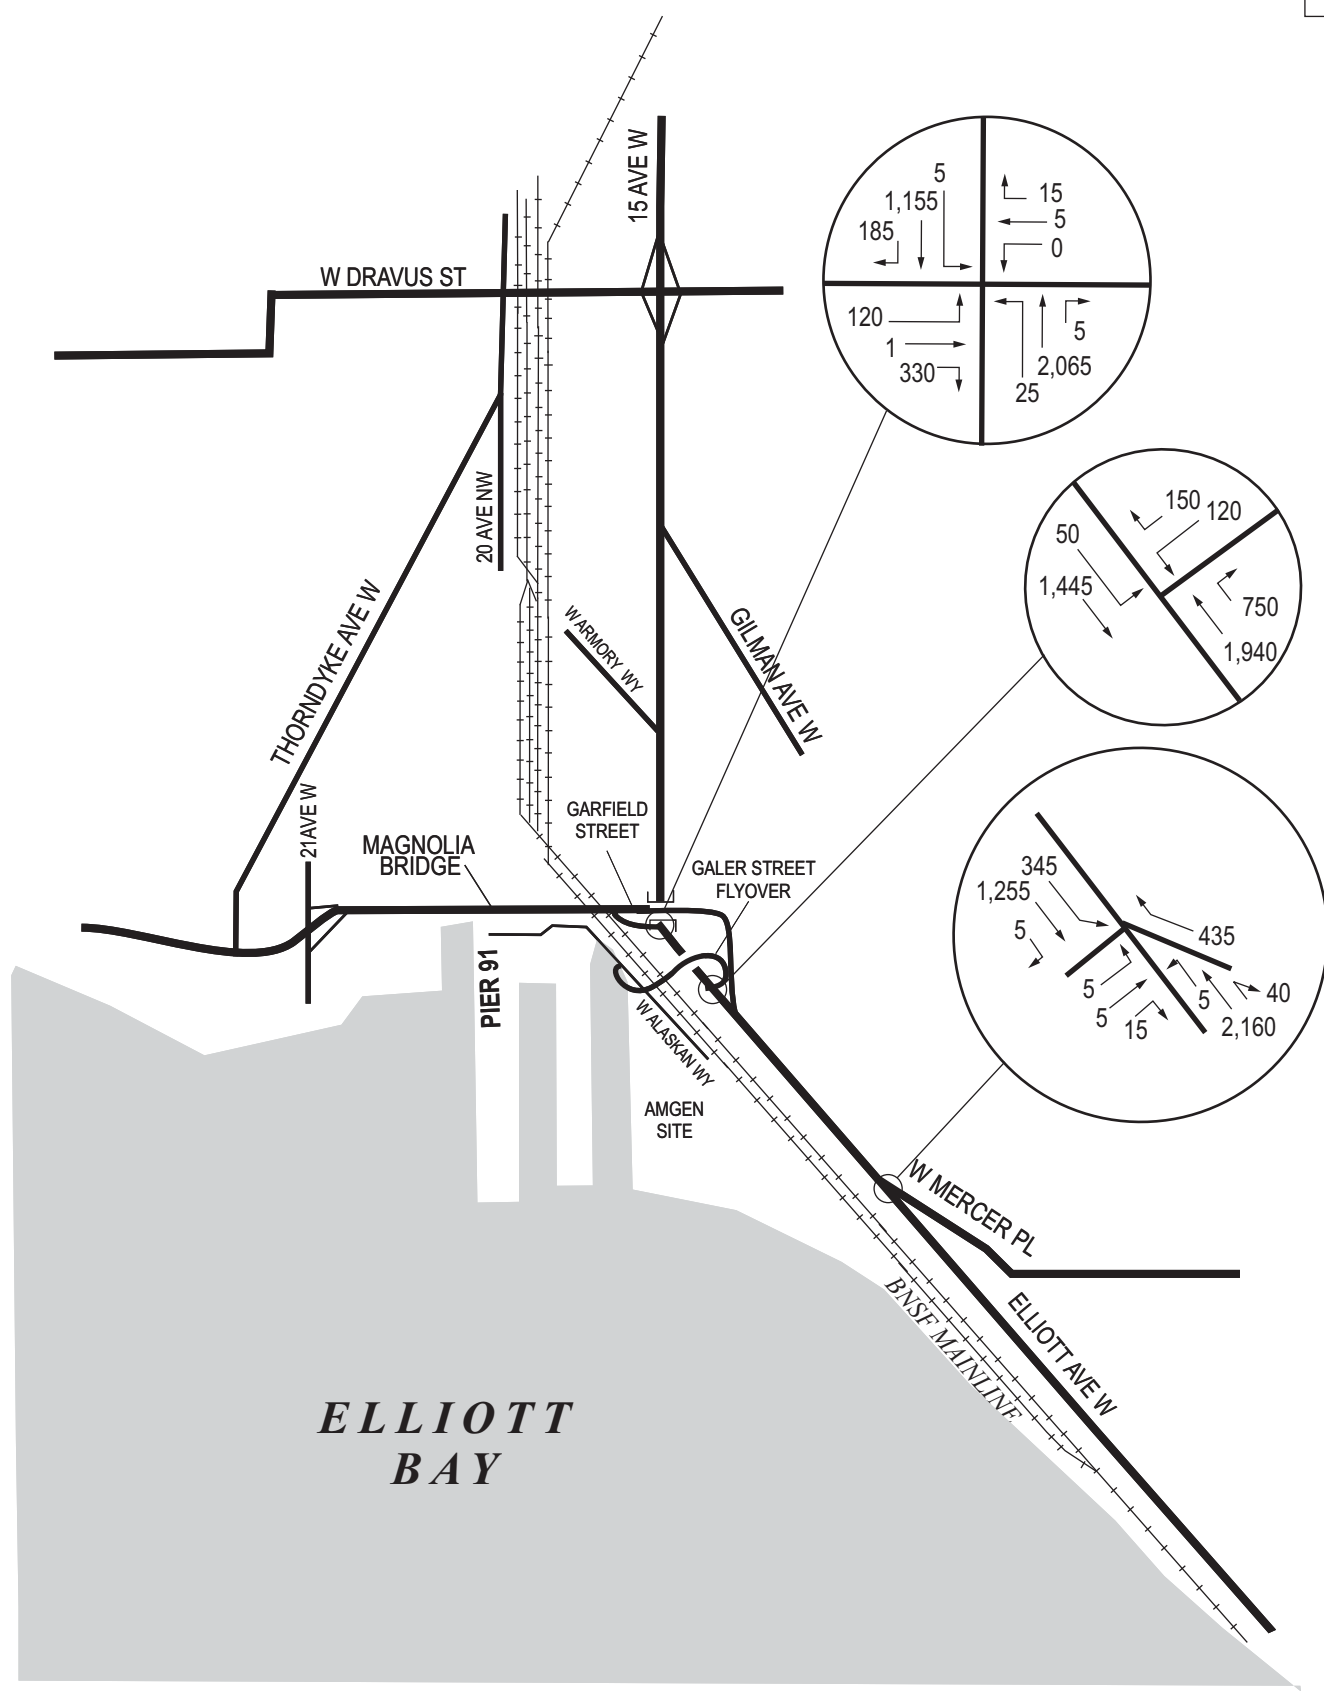 15 AVE W
W DRAVUS ST
5
1,155
185
15
5
0
120
1
330
5
2,065
25
20 AVE NW
150
120
50
1,445
750
1,940
THORNDYKE AVE W
W ARMORY WY
GILMAN AVE W
21AVE W
GARFIELD
STREET
MAGNOLIA
BRIDGE
GALER STREET
FLYOVER
345
1,255
5
435
5
5
15
5
40
2,160
PIER 91
W ALASKAN WY
AMGEN
SITE
W MERCER PL
BNSF MAINLINE
ELLIOTT AVE W
ELLIOTT
BAY